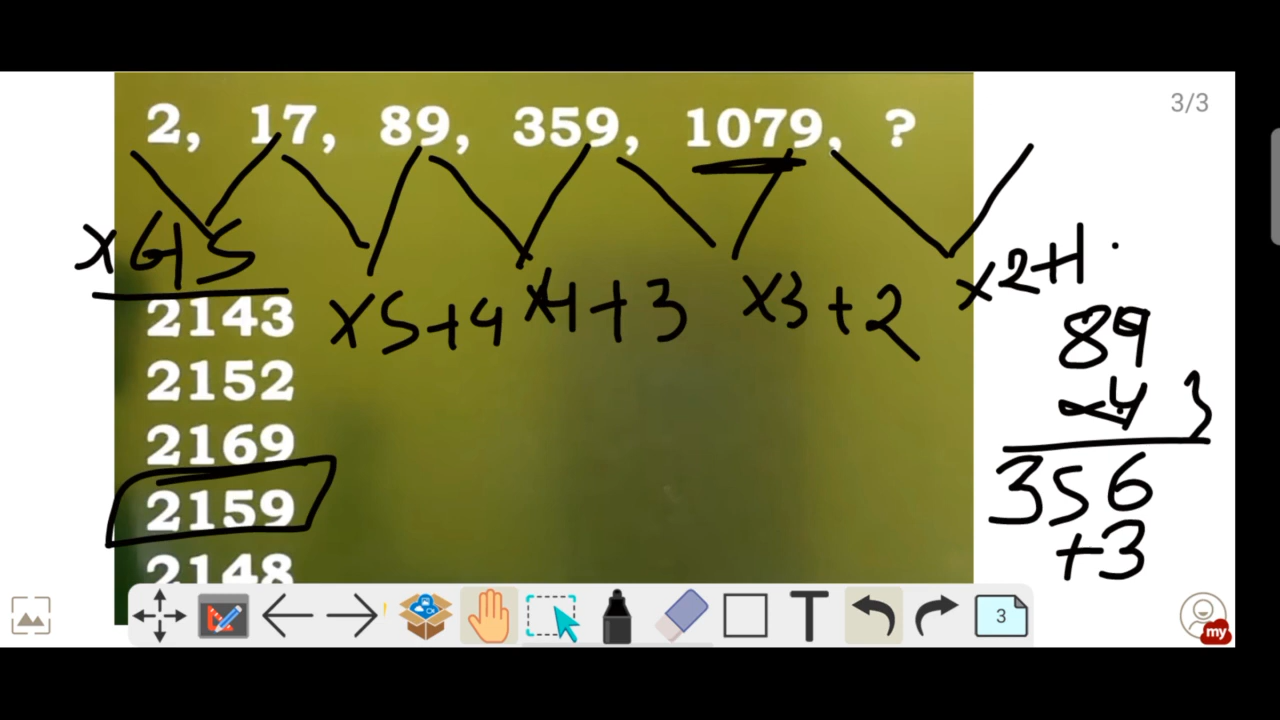 3/3
2, 17, 89, 359, 1079, ?
x6+5
x5+4
x4+3
x3+2
x2+1
2143
2152
2169
2159
2148
89
x4
356
+3
T
3
my